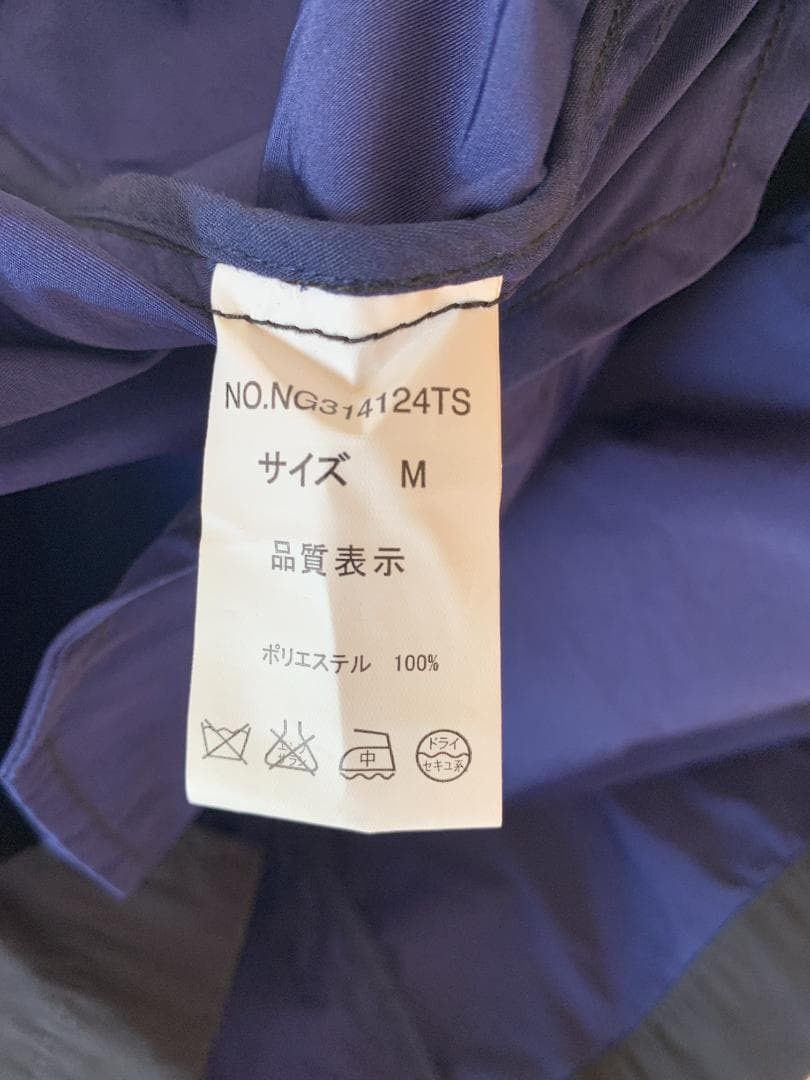 NO.NG314124TS
サイズ M
品質表示
ポリエステル 100%
中
ドライ
セキユ系